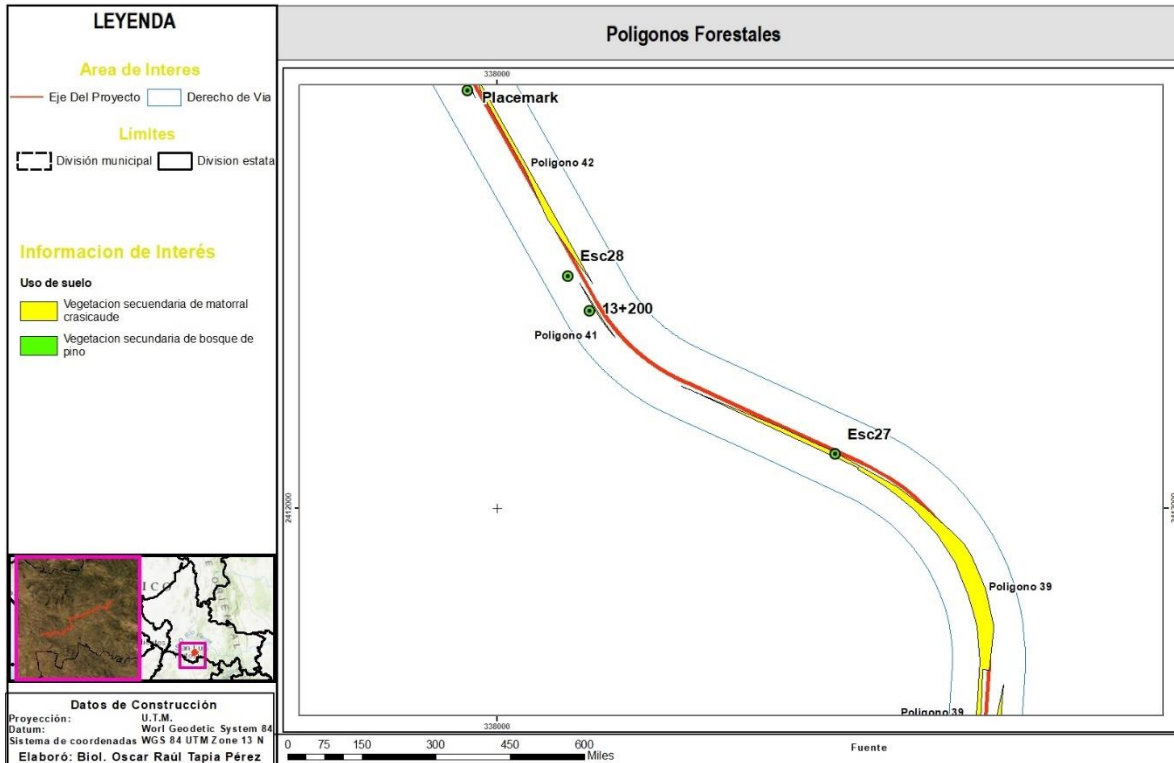 LEYENDA
Area de Interes
Eje Del Proyecto
Derecho de Via
Límites
División municipal
Division estata
Informacion de Interés
Uso de suelo
Vegetacion secuendaria de matorral
crasicaude
Vegetacion secundaria de bosque de
pino
Datos de Construcción
Proyección: U.T.M.
Datum: Worl Geodetic System 84
Sistema de coordenadas WGS 84 UTM Zone 13 N
Elaboró: Biol. Oscar Raúl Tapia Pérez
Poligonos Forestales
338000
Placemark
Poligono 42
Esc28
13+200
Poligono 41
Esc27
2412000
Poligono 39
Poligono 39
338000
0 75 150 300 450 600
Miles
Fuente